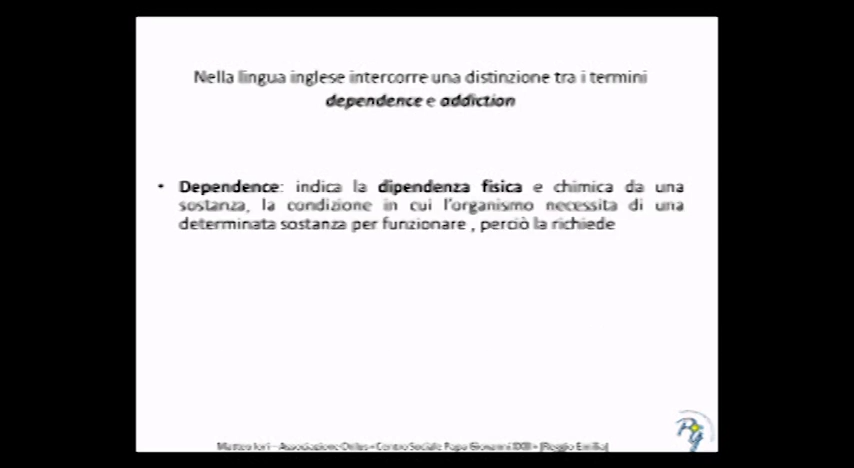 Nella lingua inglese intercorre una distinzione tra i termini
dependence e addiction
• Dependence: indica la dipendenza fisica e chimica da una
sostanza, la condizione in cui l'organismo necessita di una
determinata sostanza per funzionare , perciò la richiede
Matteo Iori – Associazione Onlus «Centro Sociale Papa Giovanni XXIII» (Reggio Emilia)